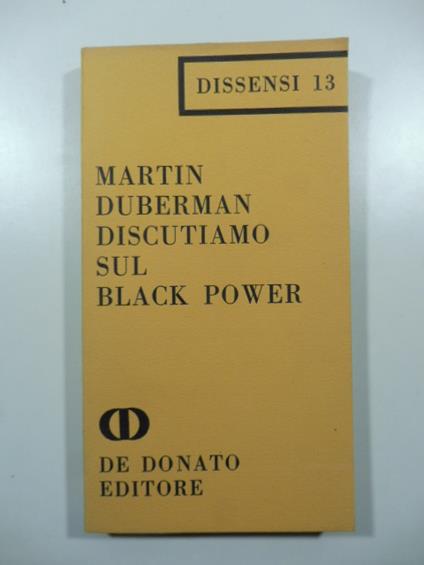 DISSENSI 13
MARTIN
DUBERMAN
DISCUTIAMO
SUL
BLACK POWER
DE DONATO
EDITORE